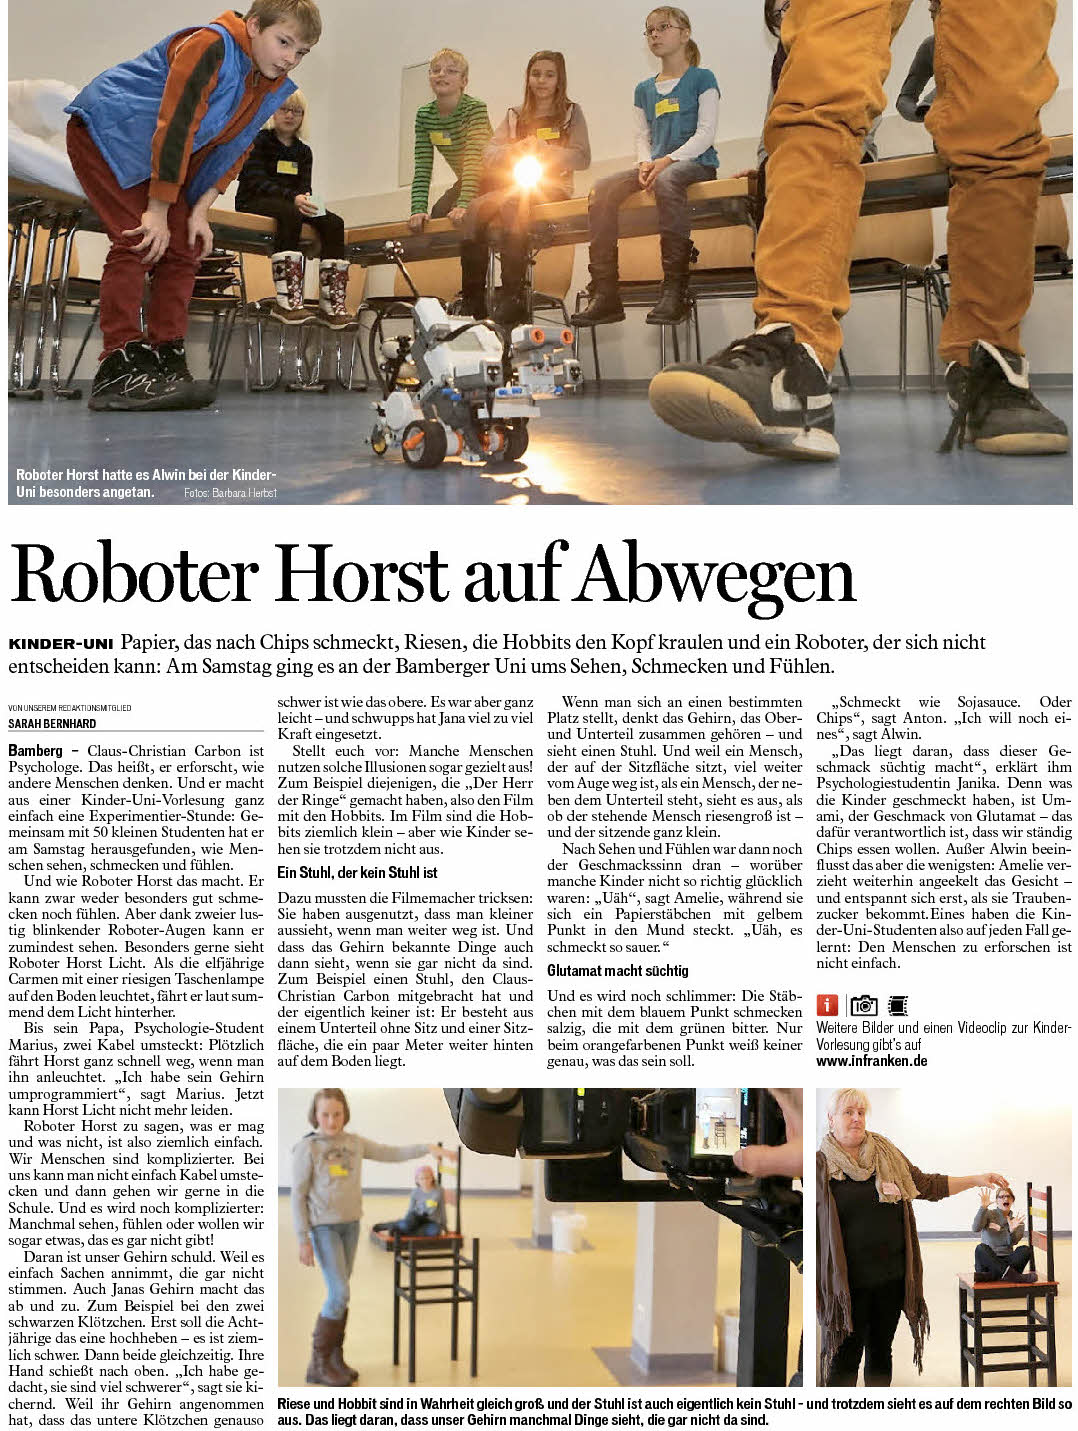 Roboter Horst hatte es Alwin bei der Kinder-
Uni besonders angetan. Fotos: Barbara Herbst
Roboter Horst auf Abwegen
KINDER-UNI Papier, das nach Chips schmeckt, Riesen, die Hobbits den Kopf kraulen und ein Roboter, der sich nicht
entscheiden kann: Am Samstag ging es an der Bamberger Uni ums Sehen, Schmecken und Fühlen.
VON UNSEREM REDAKTIONSMITGLIED
SARAH BERNHARD
Bamberg – Claus-Christian Carbon ist
Psychologe. Das heißt, er erforscht, wie
andere Menschen denken. Und er macht
aus einer Kinder-Uni-Vorlesung ganz
einfach eine Experimentier-Stunde: Ge-
meinsam mit 50 kleinen Studenten hat er
am Samstag herausgefunden, wie Men-
schen sehen, schmecken und fühlen.
Und wie Roboter Horst das macht. Er
kann zwar weder besonders gut schme-
cken noch fühlen. Aber dank zweier lus-
tig blinkender Roboter-Augen kann er
zumindest sehen. Besonders gerne sieht
Roboter Horst Licht. Als die elfjährige
Carmen mit einer riesigen Taschenlampe
auf den Boden leuchtet, fährt er laut sum-
mend dem Licht hinterher.
Bis sein Papa, Psychologie-Student
Marius, zwei Kabel umsteckt: Plötzlich
fährt Horst ganz schnell weg, wenn man
ihn anleuchtet. „Ich habe sein Gehirn
umprogrammiert“, sagt Marius. Jetzt
kann Horst Licht nicht mehr leiden.
Roboter Horst zu sagen, was er mag
und was nicht, ist also ziemlich einfach.
Wir Menschen sind komplizierter. Bei
uns kann man nicht einfach Kabel umste-
cken und dann gehen wir gerne in die
Schule. Und es wird noch komplizierter:
Manchmal sehen, fühlen oder wollen wir
sogar etwas, das es gar nicht gibt!
Daran ist unser Gehirn schuld. Weil es
einfach Sachen annimmt, die gar nicht
stimmen. Auch Janas Gehirn macht das
ab und zu. Zum Beispiel bei den zwei
schwarzen Klötzchen. Erst soll die Acht-
jährige das eine hochheben – es ist ziem-
lich schwer. Dann beide gleichzeitig. Ihre
Hand schießt nach oben. „Ich habe ge-
dacht, sie sind viel schwerer“, sagt sie ki-
chernd. Weil ihr Gehirn angenommen
hat, dass das untere Klötzchen genauso
schwer ist wie das obere. Es war aber ganz
leicht – und schwupps hat Jana viel zu viel
Kraft eingesetzt.
Stellt euch vor: Manche Menschen
nutzen solche Illusionen sogar gezielt aus!
Zum Beispiel diejenigen, die „Der Herr
der Ringe“ gemacht haben, also den Film
mit den Hobbits. Im Film sind die Hob-
bits ziemlich klein – aber wie Kinder se-
hen sie trotzdem nicht aus.
Ein Stuhl, der kein Stuhl ist
Dazu mussten die Filmemacher tricksen:
Sie haben ausgenutzt, dass man kleiner
aussieht, wenn man weiter weg ist. Und
dass das Gehirn bekannte Dinge auch
dann sieht, wenn sie gar nicht da sind.
Zum Beispiel einen Stuhl, den Claus-
Christian Carbon mitgebracht hat und
der eigentlich keiner ist: Er besteht aus
einem Unterteil ohne Sitz und einer Sitz-
fläche, die ein paar Meter weiter hinten
auf dem Boden liegt.
Wenn man sich an einen bestimmten
Platz stellt, denkt das Gehirn, das Ober-
und Unterteil zusammen gehören – und
sieht einen Stuhl. Und weil ein Mensch,
der auf der Sitzfläche sitzt, viel weiter
vom Auge weg ist, als ein Mensch, der ne-
ben dem Unterteil steht, sieht es aus, als
ob der stehende Mensch riesengroß ist –
und der sitzende ganz klein.
Nach Sehen und Fühlen war dann noch
der Geschmackssinn dran – worüber
manche Kinder nicht so richtig glücklich
waren: „Uäh“, sagt Amelie, während sie
sich ein Papierstäbchen mit gelbem
Punkt in den Mund steckt. „Uäh, es
schmeckt so sauer.“
Glutamat macht süchtig
Und es wird noch schlimmer: Die Stäb-
chen mit dem blauem Punkt schmecken
salzig, die mit dem grünen bitter. Nur
beim orangefarbenen Punkt weiß keiner
genau, was das sein soll.
„Schmeckt wie Sojasauce. Oder
Chips“, sagt Anton. „Ich will noch ei-
nes“, sagt Alwin.
„Das liegt daran, dass dieser Ge-
schmack süchtig macht“, erklärt ihm
Psychologiestudentin Janika. Denn was
die Kinder geschmeckt haben, ist Um-
ami, der Geschmack von Glutamat – das
dafür verantwortlich ist, dass wir ständig
Chips essen wollen. Außer Alwin beein-
flusst das aber die wenigsten: Amelie ver-
zieht weiterhin angeekelt das Gesicht –
und entspannt sich erst, als sie Trauben-
zucker bekommt.Eines haben die Kin-
der-Uni-Studenten also auf jeden Fall ge-
lernt: Den Menschen zu erforschen ist
nicht einfach.
i
Weitere Bilder und einen Videoclip zur Kinder-
Vorlesung gibt's auf
www.infranken.de
Riese und Hobbit sind in Wahrheit gleich groß und der Stuhl ist auch eigentlich kein Stuhl - und trotzdem sieht es auf dem rechten Bild so
aus. Das liegt daran, dass unser Gehirn manchmal Dinge sieht, die gar nicht da sind.